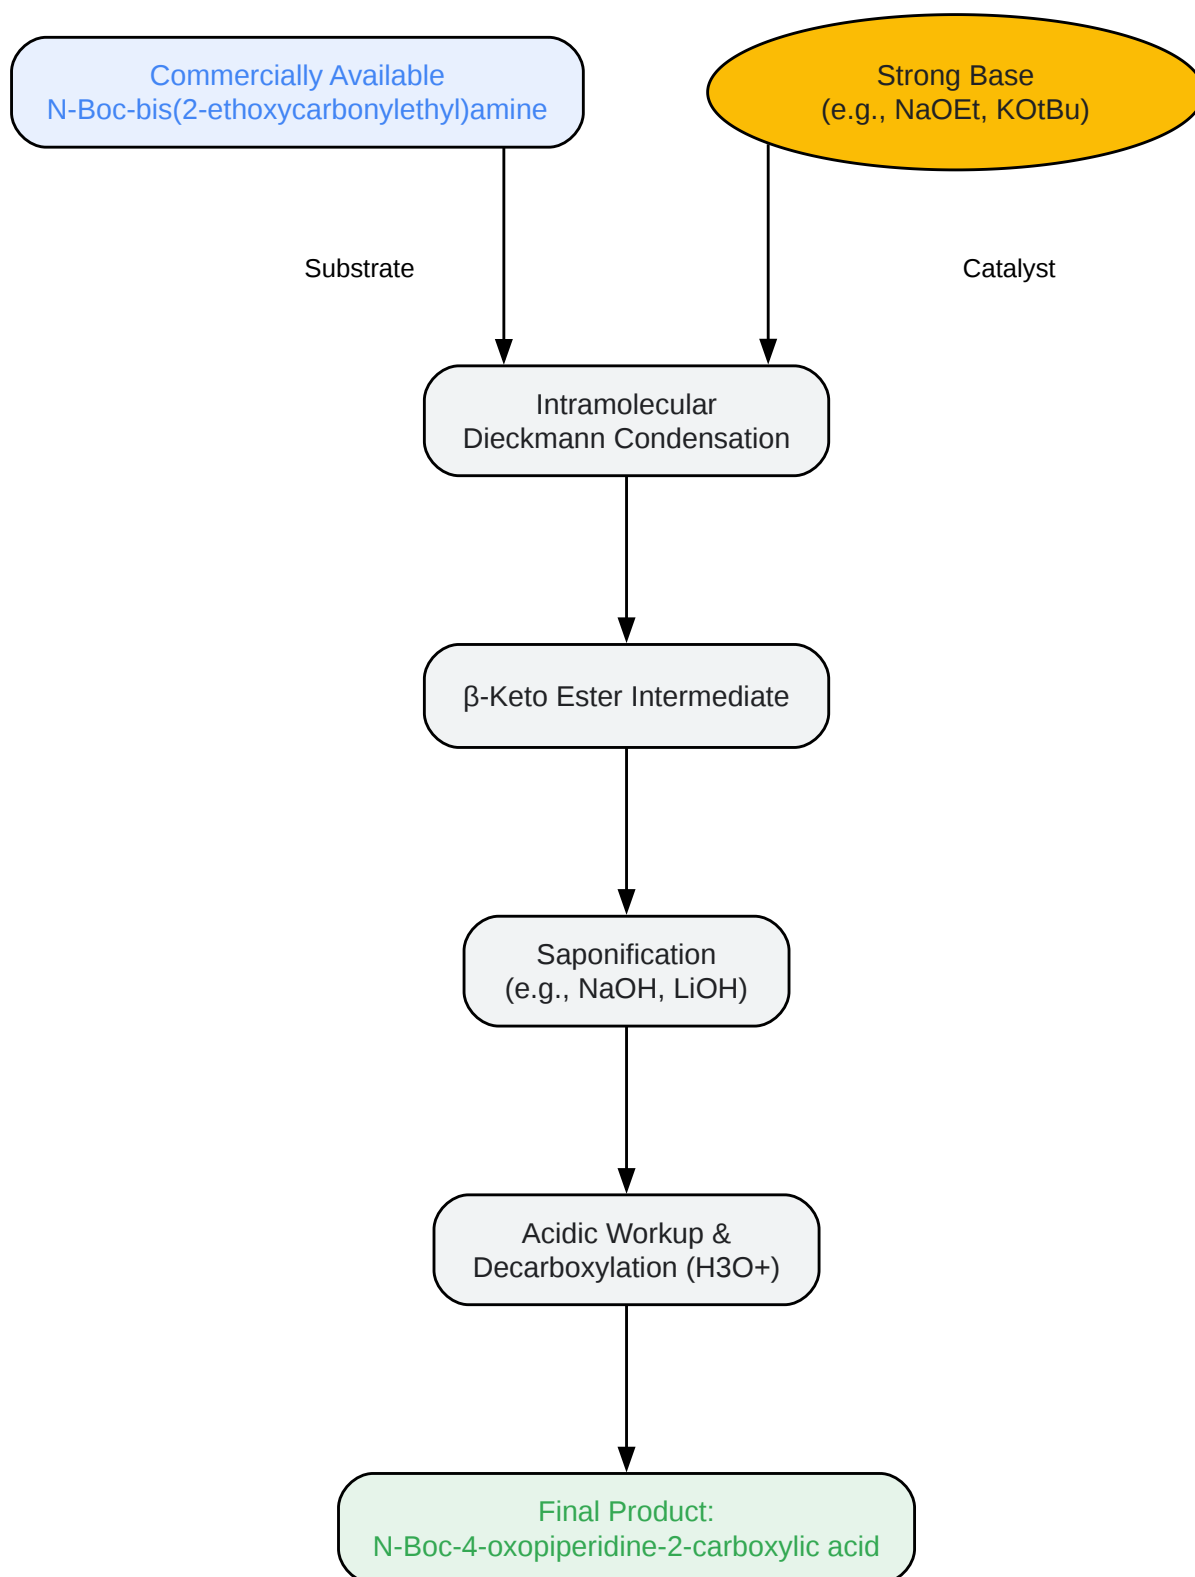 Commercially Available
N-Boc-bis(2-ethoxycarbonylethyl)amine
Strong Base
(e.g., NaOEt, KOtBu)
Substrate
Catalyst
Intramolecular
Dieckmann Condensation
β-Keto Ester Intermediate
Saponification
(e.g., NaOH, LiOH)
Acidic Workup &
Decarboxylation (H3O+)
Final Product:
N-Boc-4-oxopiperidine-2-carboxylic acid